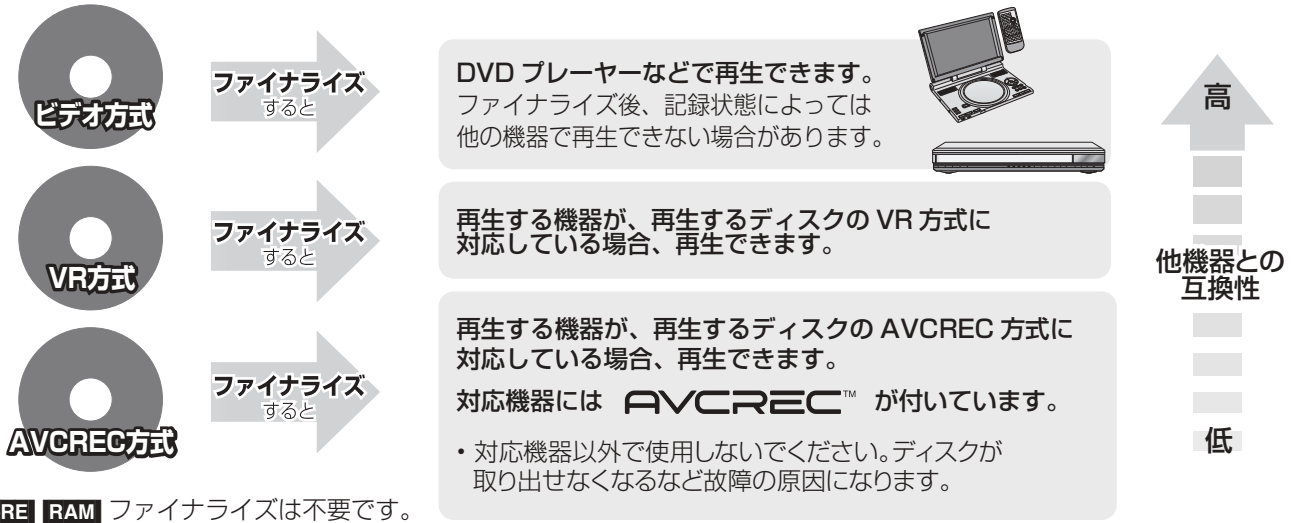 ビデオ方式
ファイナライズ
すると
DVD プレーヤーなどで再生できます。
ファイナライズ後、記録状態によっては
他の機器で再生できない場合があります。
VR方式
ファイナライズ
すると
再生する機器が、再生するディスクの VR 方式に
対応している場合、再生できます。
AVCREC方式
ファイナライズ
すると
再生する機器が、再生するディスクの AVCREC 方式に
対応している場合、再生できます。
対応機器には AVCREC™ が付いています。
・対応機器以外で使用しないでください。ディスクが
取り出せなくなるなど故障の原因になります。
高
他機器との
互換性
低
RE RAM ファイナライズは不要です。